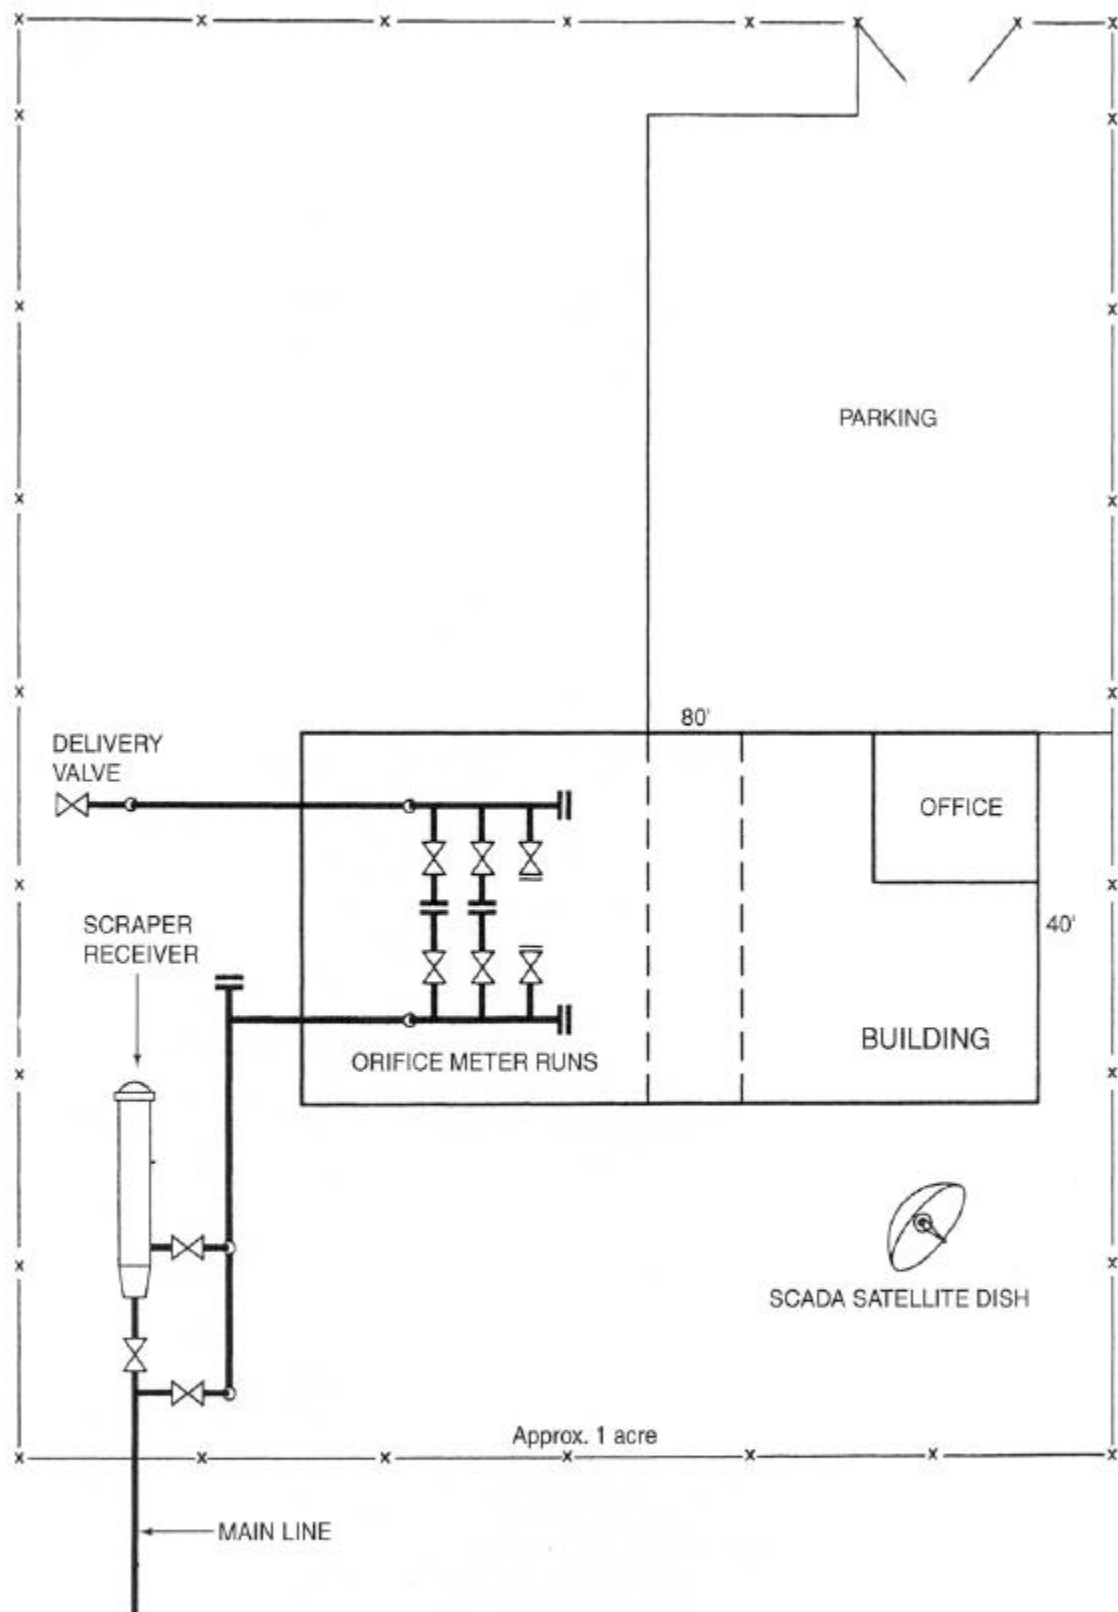 PARKING
80'
DELIVERY
VALVE
OFFICE
SCRAPER
RECEIVER
40'
BUILDING
ORIFICE METER RUNS
SCADA SATELLITE DISH
Approx. 1 acre
MAIN LINE